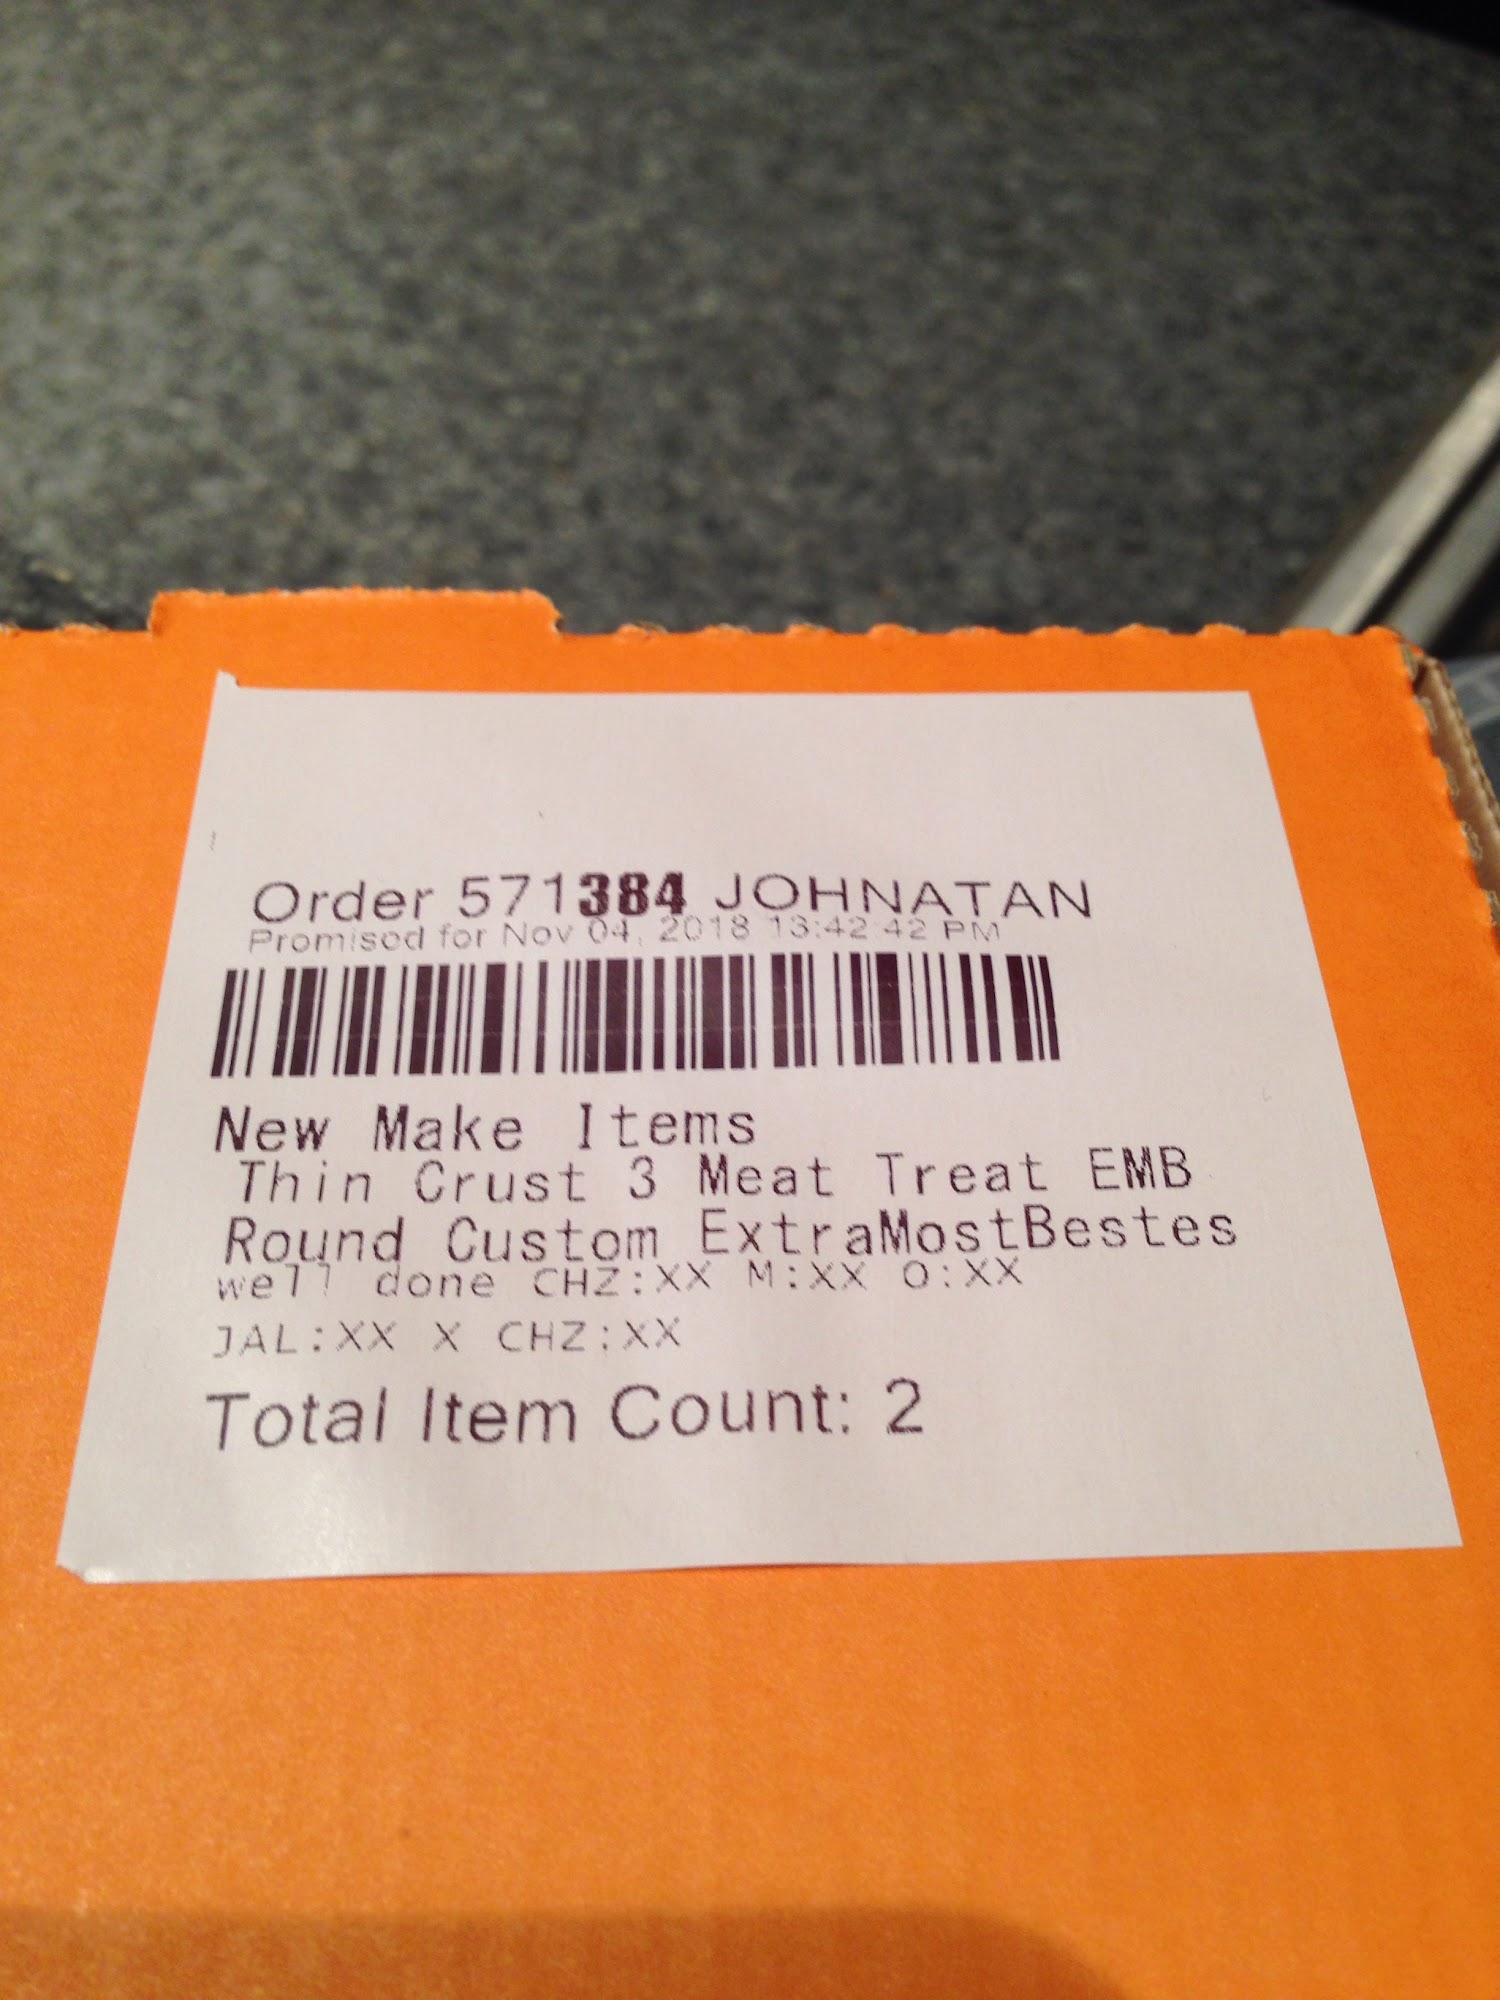 Order 571384 JOHNATAN
Promised for Nov 04, 2018 13:42:42 PM
New Make Items
Thin Crust 3 Meat Treat EMB
Round Custom ExtraMostBestes
well done CHZ:XX M:XX O:XX
JAL:XX X CHZ:XX
Total Item Count: 2